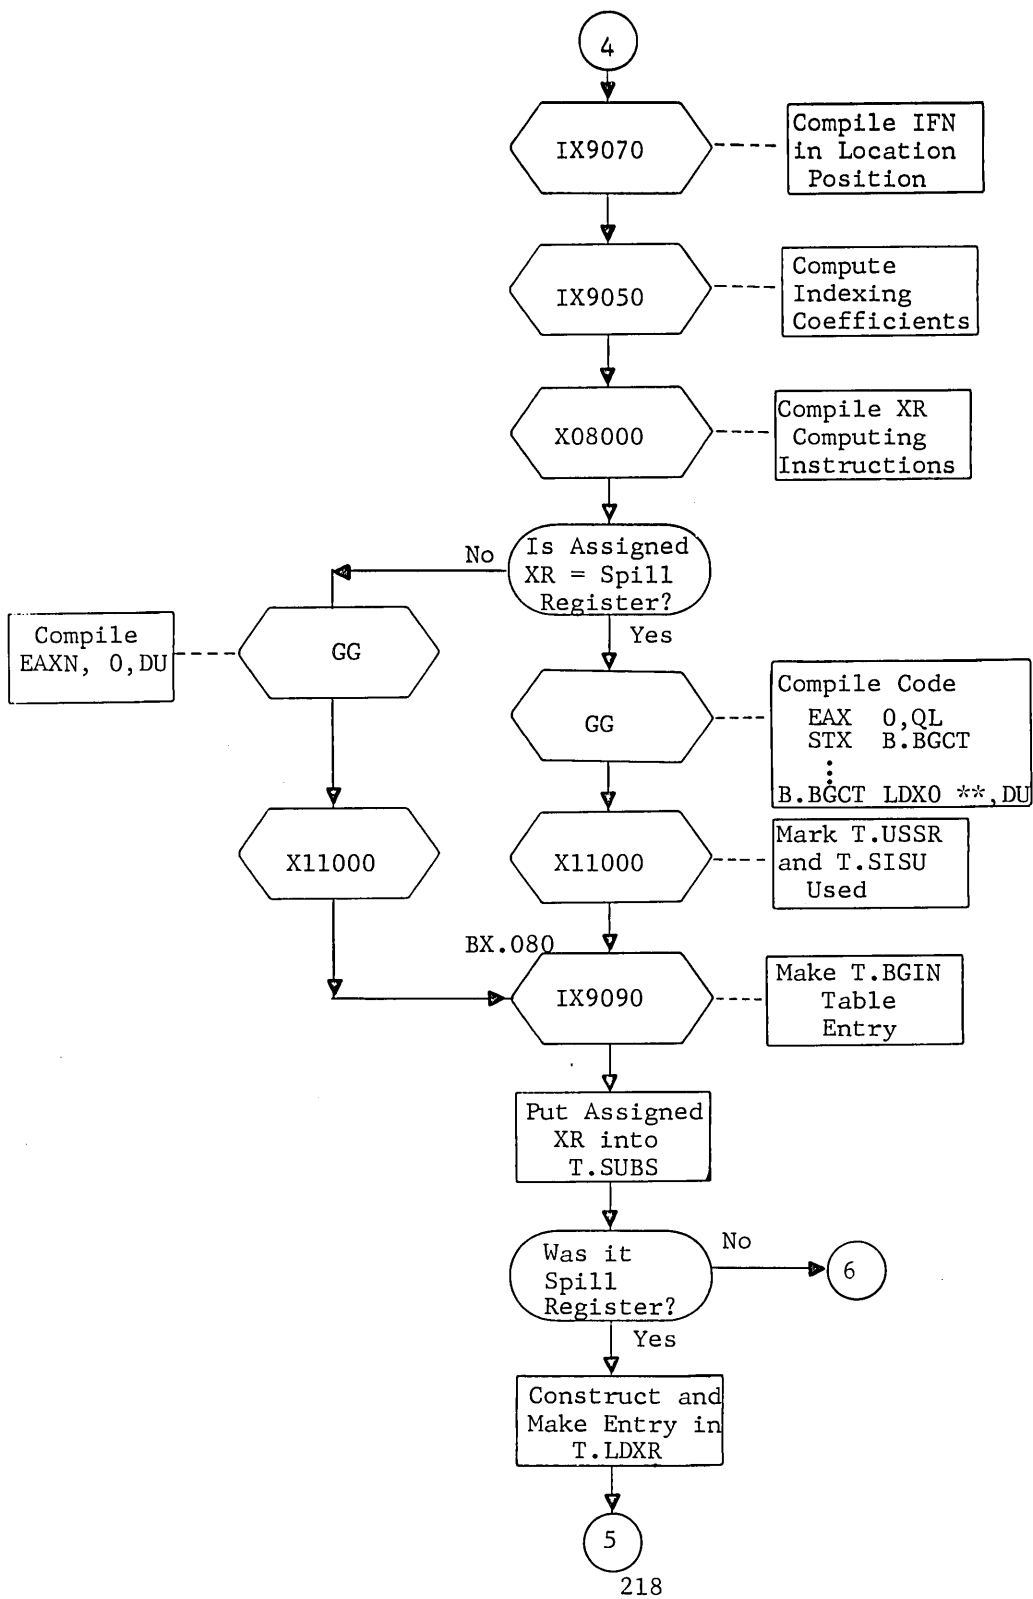 4
IX9070
Compile IFN
in Location
Position
IX9050
Compute
Indexing
Coefficients
X08000
Compile XR
Computing
Instructions
Is Assigned
XR = Spill
Register?
No
Yes
Compile
EAXN, 0,DU
GG
GG
Compile Code
EAX 0,QL
STX B.BGCT
⋮
B.BGCT LDX0 **,DU
X11000
X11000
Mark T.USSR
and T.SISU
Used
BX.080
IX9090
Make T.BGIN
Table
Entry
Put Assigned
XR into
T.SUBS
Was it
Spill
Register?
No
6
Yes
Construct and
Make Entry in
T.LDXR
5
218